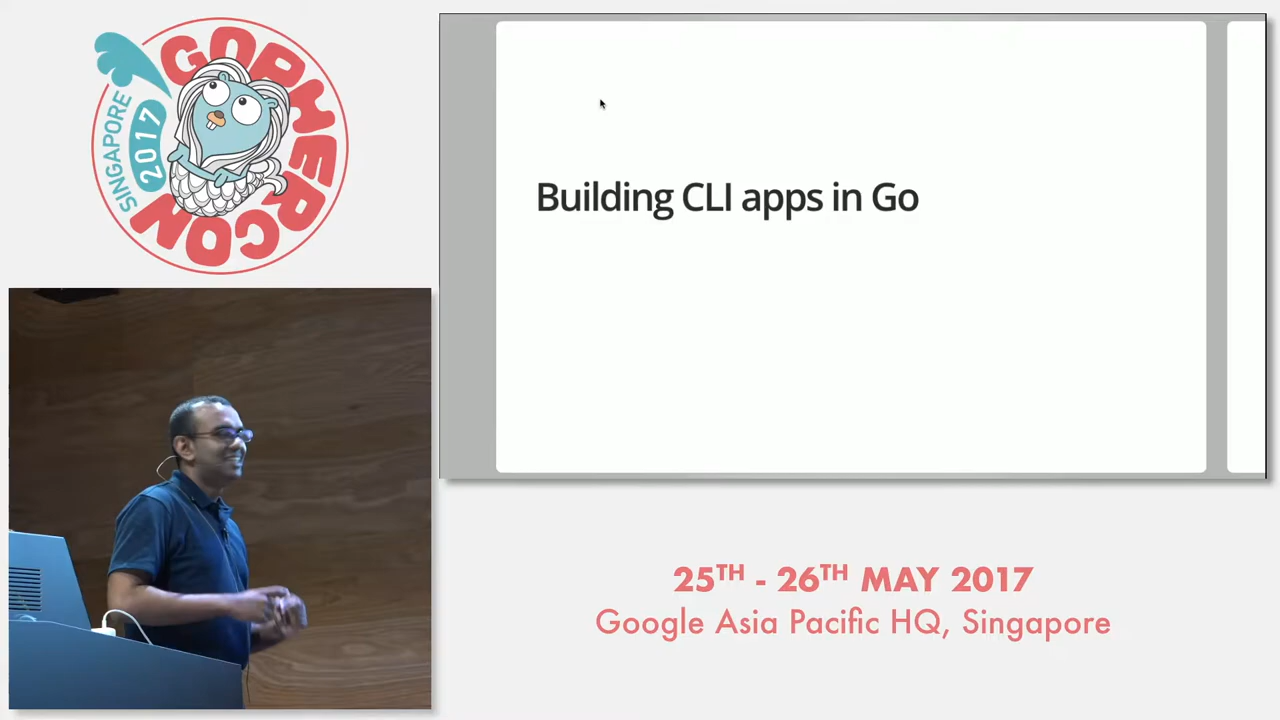 GOPHERCON
SINGAPORE
2017
Building CLI apps in Go
25TH - 26TH MAY 2017
Google Asia Pacific HQ, Singapore